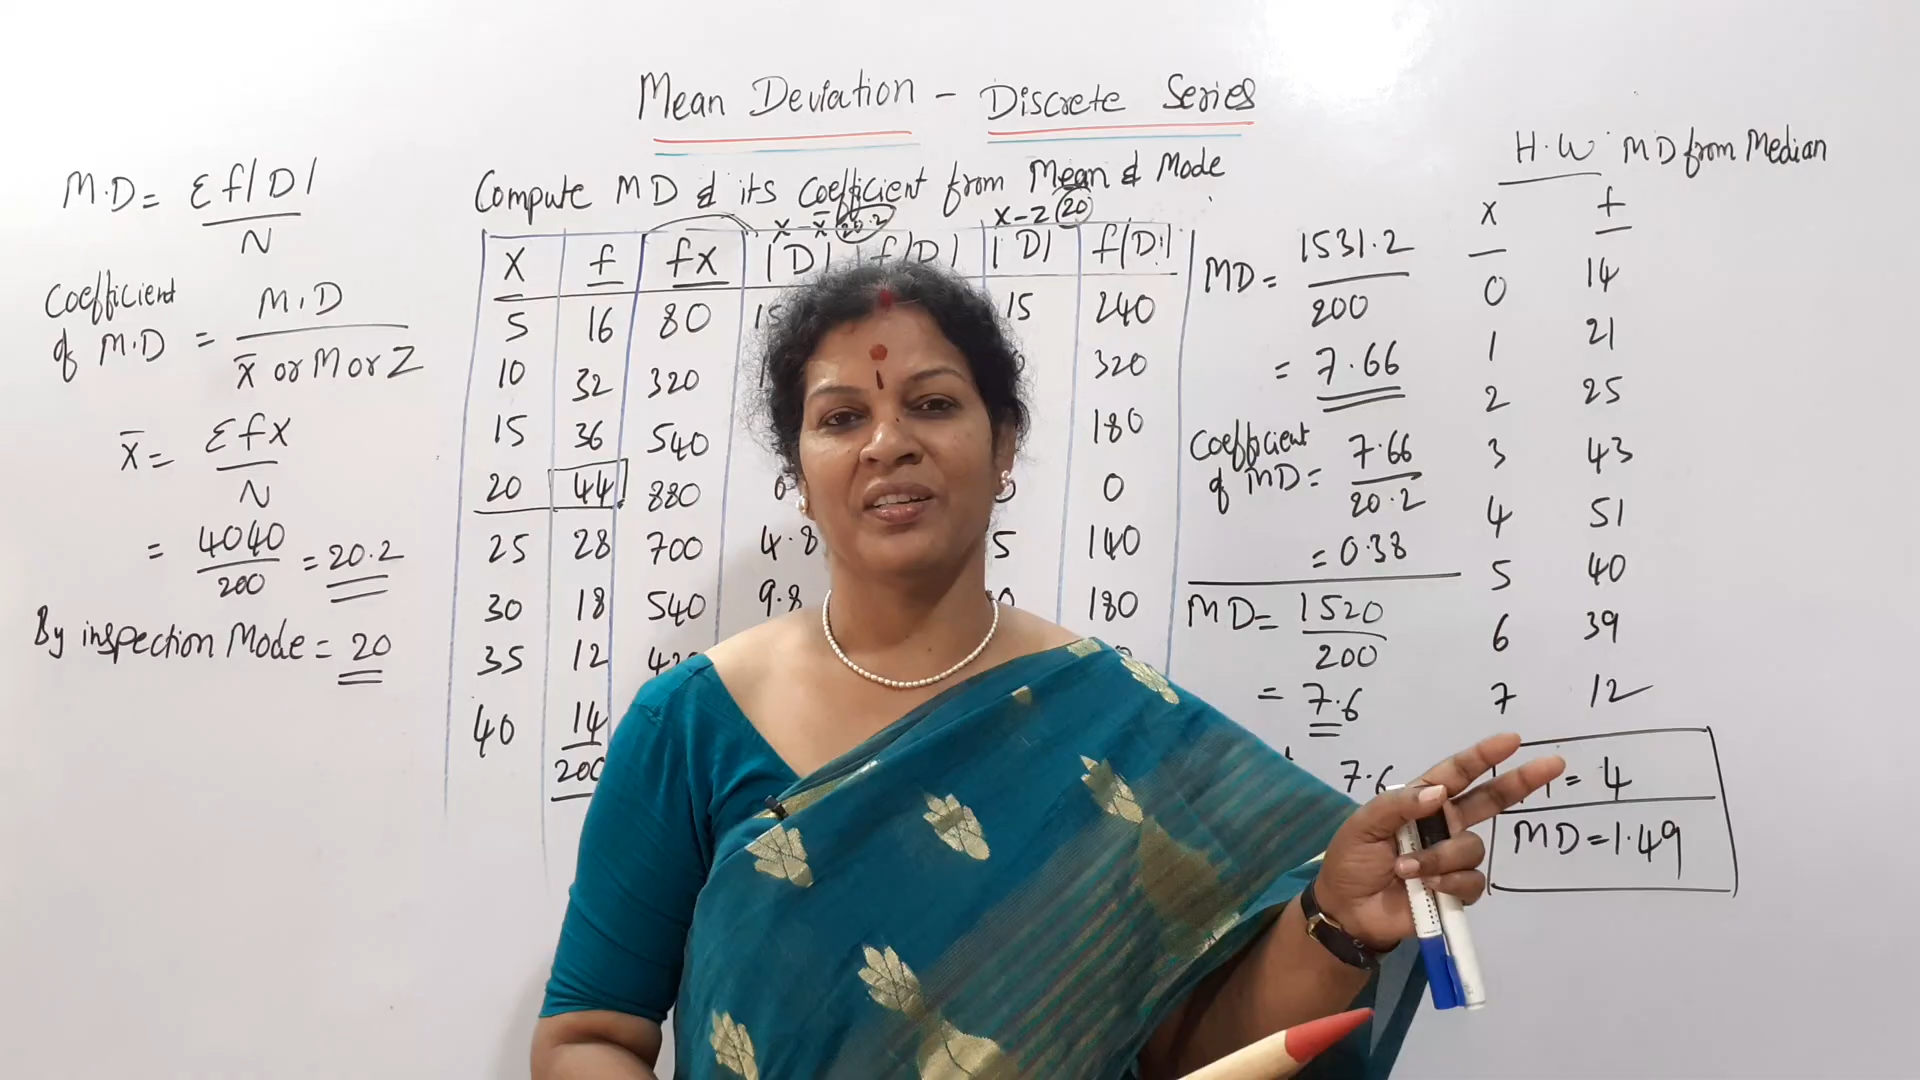 Mean Deviation - Discrete Series
M.D = Σf|D| / N
Coefficient of M.D = M.D / x̄ or M or Z
x̄ = Σfx / N
= 4040 / 200 = 20.2
By inspection Mode = 20
Compute MD & its coefficient from Mean & Mode
x - x̄ 20.2 x - z 20
X f fx |D| f|D| |D| f|D|
5 16 80 15 240
10 32 320 320
15 36 540 180
20 44 880 0
25 28 700 4.8 5 140
30 18 540 9.8 180
35 12
40 14
200
MD = 1531.2 / 200
= 7.66
Coefficient of MD = 7.66 / 20.2
= 0.38
MD = 1520 / 200
= 7.6
7.6
H.W MD from Median
x f
0 14
1 21
2 25
3 43
4 51
5 40
6 39
7 12
= 4
MD = 1.49